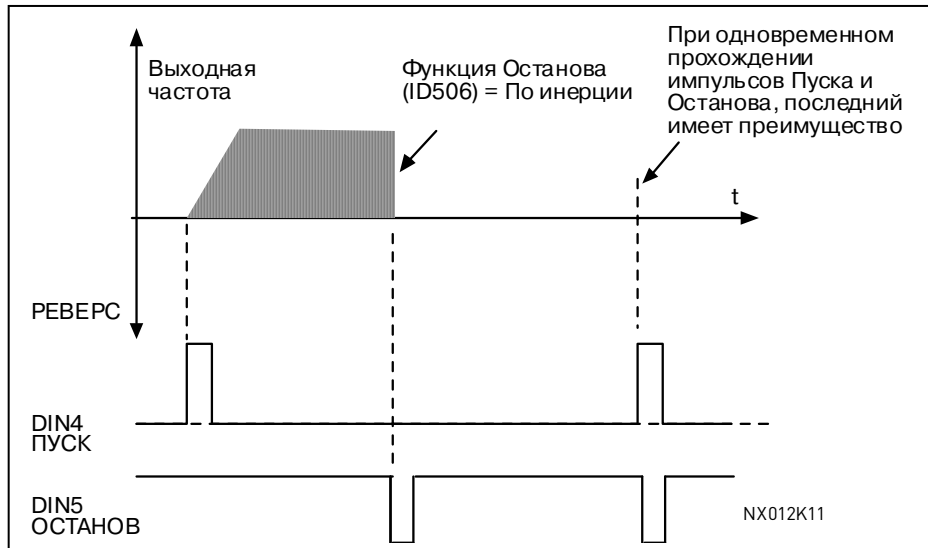 Выходная
частота
Функция Останова
(ID506) = По инерции
При одновременном
прохождении
импульсов Пуска и
Останова, последний
имеет преимущество
t
РЕВЕРС
DIN4
ПУСК
DIN5
ОСТАНОВ
NX012K11